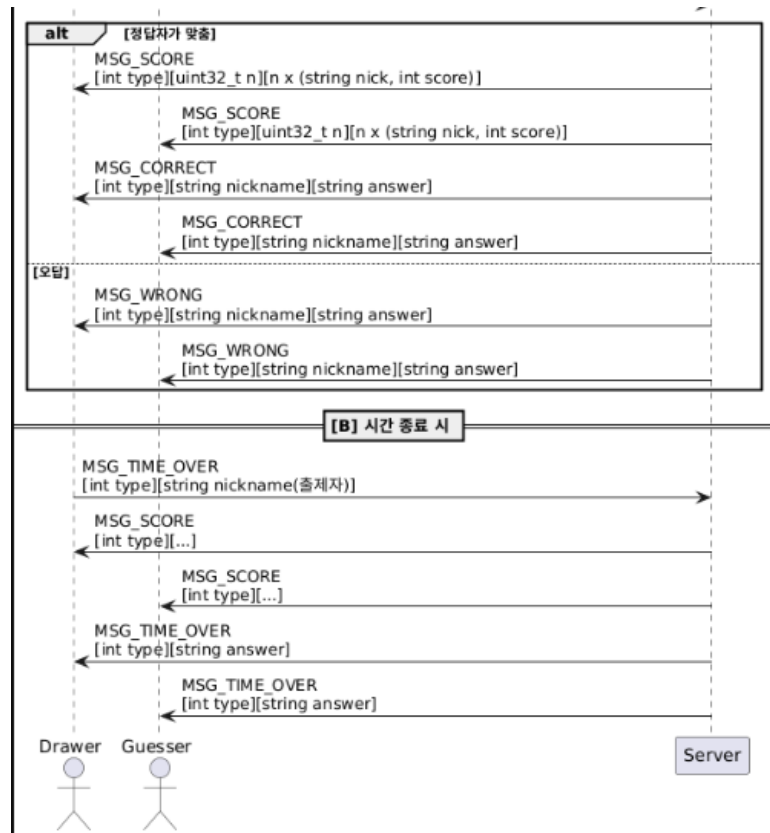 alt [정답자가 맞춤]
MSG_SCORE
[int type][uint32_t n][n x (string nick, int score)]
MSG_SCORE
[int type][uint32_t n][n x (string nick, int score)]
MSG_CORRECT
[int type][string nickname][string answer]
MSG_CORRECT
[int type][string nickname][string answer]
[오답]
MSG_WRONG
[int type][string nickname][string answer]
MSG_WRONG
[int type][string nickname][string answer]
[B] 시간 종료 시
MSG_TIME_OVER
[int type][string nickname(출제자)]
MSG_SCORE
[int type][...]
MSG_SCORE
[int type][...]
MSG_TIME_OVER
[int type][string answer]
MSG_TIME_OVER
[int type][string answer]
Drawer Guesser Server